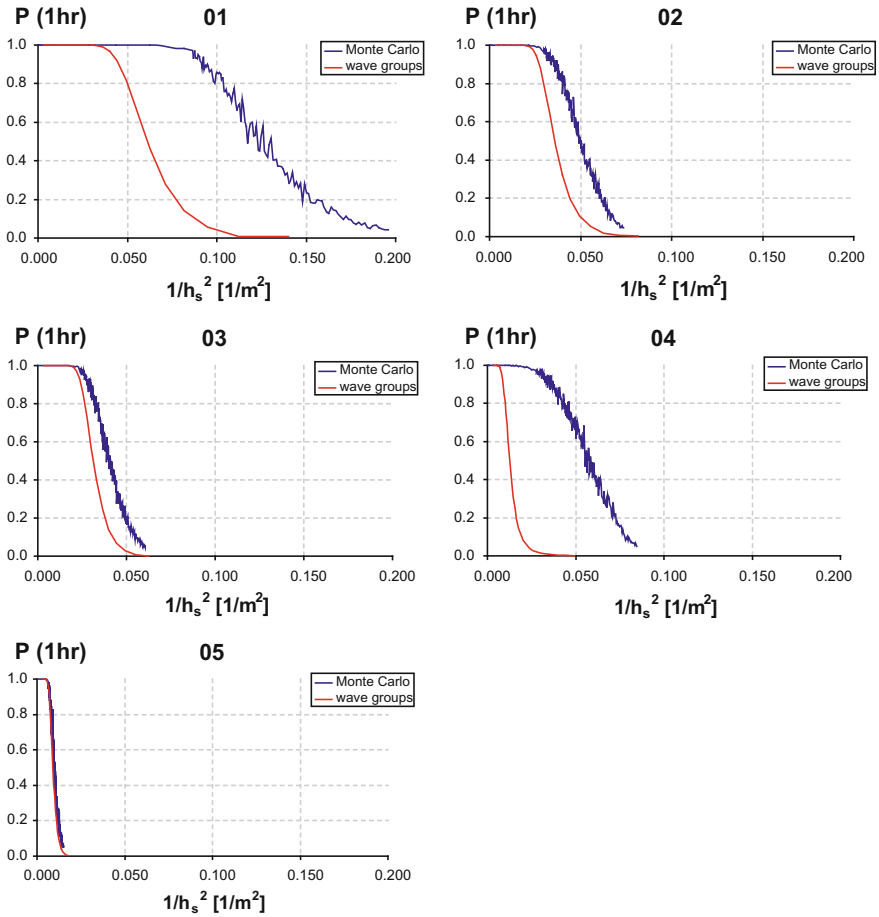 P (1hr) 01
1.0
0.8
0.6
0.4
0.2
0.0
0.000 0.050 0.100 0.150 0.200
1/hₛ² [1/m²]
Monte Carlo
wave groups
P (1hr) 02
1.0
0.8
0.6
0.4
0.2
0.0
0.000 0.050 0.100 0.150 0.200
1/hₛ² [1/m²]
Monte Carlo
wave groups
P (1hr) 03
1.0
0.8
0.6
0.4
0.2
0.0
0.000 0.050 0.100 0.150 0.200
1/hₛ² [1/m²]
Monte Carlo
wave groups
P (1hr) 04
1.0
0.8
0.6
0.4
0.2
0.0
0.000 0.050 0.100 0.150 0.200
1/hₛ² [1/m²]
Monte Carlo
wave groups
P (1hr) 05
1.0
0.8
0.6
0.4
0.2
0.0
0.000 0.050 0.100 0.150 0.200
1/hₛ² [1/m²]
Monte Carlo
wave groups